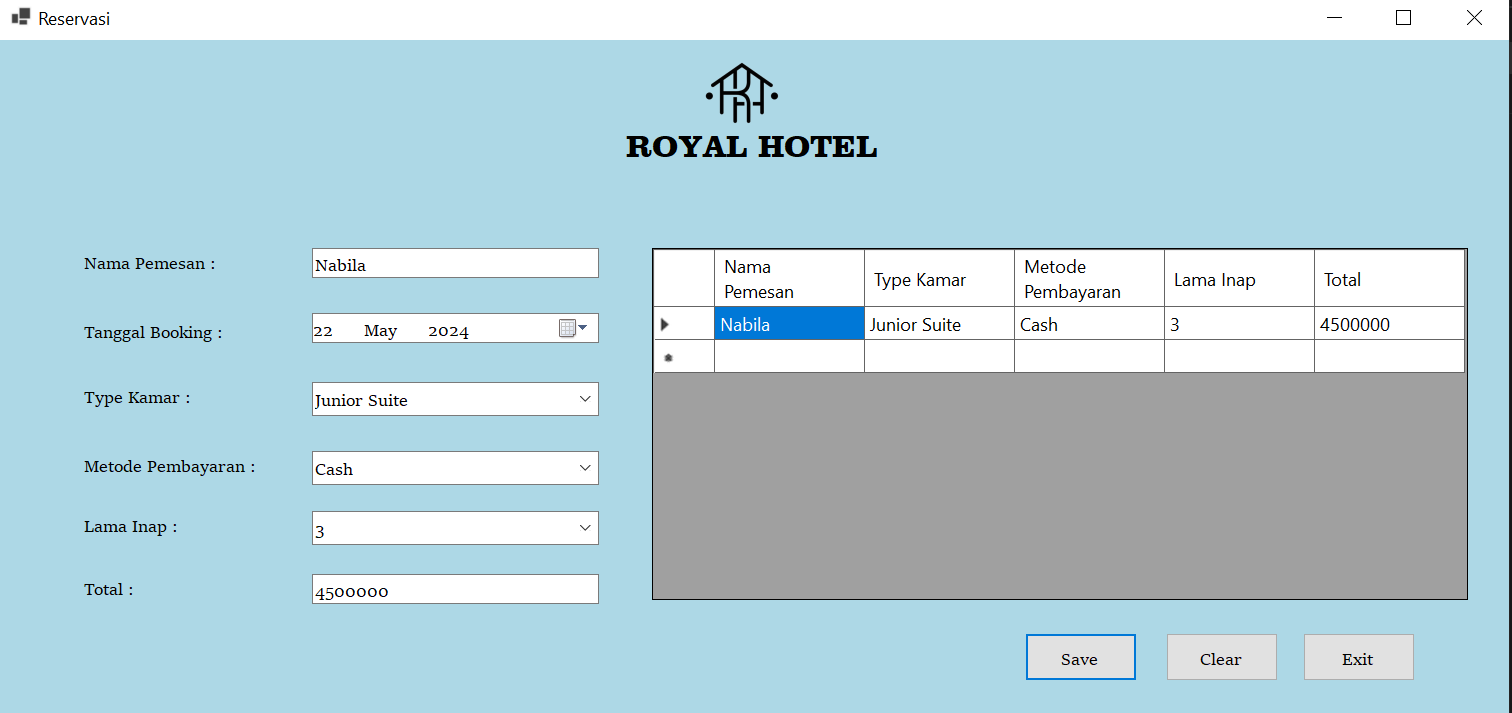 Reservasi
ROYAL HOTEL
Nama Pemesan :
Nabila
Tanggal Booking :
22 May 2024
Type Kamar :
Junior Suite
Metode Pembayaran :
Cash
Lama Inap :
3
Total :
4500000
Nama
Pemesan
Type Kamar
Metode
Pembayaran
Lama Inap
Total
Nabila
Junior Suite
Cash
3
4500000
Save
Clear
Exit